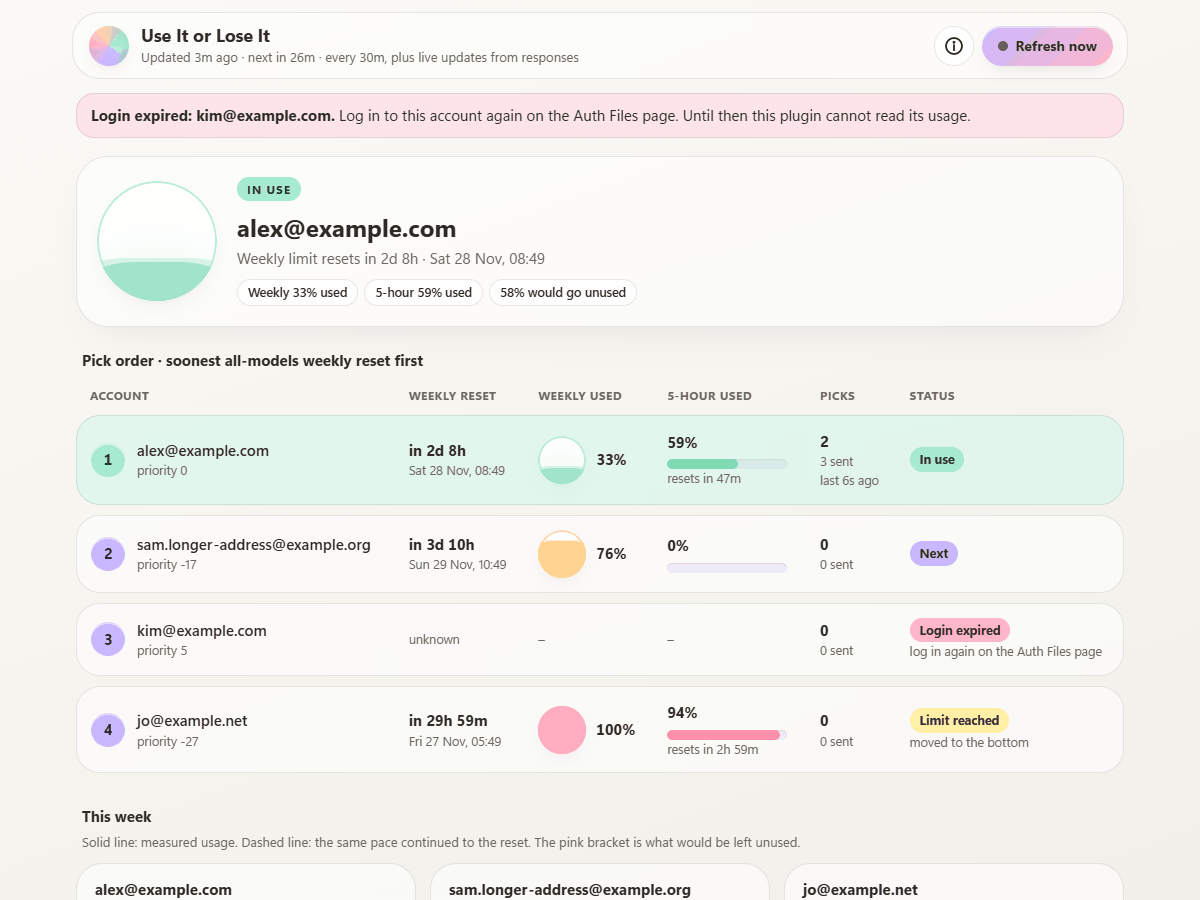 Use It or Lose It
Updated 3m ago · next in 26m · every 30m, plus live updates from responses
Refresh now
Login expired: kim@example.com. Log in to this account again on the Auth Files page. Until then this plugin cannot read its usage.
IN USE
alex@example.com
Weekly limit resets in 2d 8h · Sat 28 Nov, 08:49
Weekly 33% used 5-hour 59% used 58% would go unused
Pick order · soonest all-models weekly reset first
ACCOUNT WEEKLY RESET WEEKLY USED 5-HOUR USED PICKS STATUS
1
alex@example.com
priority 0
in 2d 8h
Sat 28 Nov, 08:49
33%
59%
resets in 47m
2
3 sent
last 6s ago
In use
2
sam.longer-address@example.org
priority -17
in 3d 10h
Sun 29 Nov, 10:49
76%
0%
0
0 sent
Next
3
kim@example.com
priority 5
unknown
–
–
0
0 sent
Login expired
log in again on the Auth Files page
4
jo@example.net
priority -27
in 29h 59m
Fri 27 Nov, 05:49
100%
94%
resets in 2h 59m
0
0 sent
Limit reached
moved to the bottom
This week
Solid line: measured usage. Dashed line: the same pace continued to the reset. The pink bracket is what would be left unused.
alex@example.com
sam.longer-address@example.org
jo@example.net